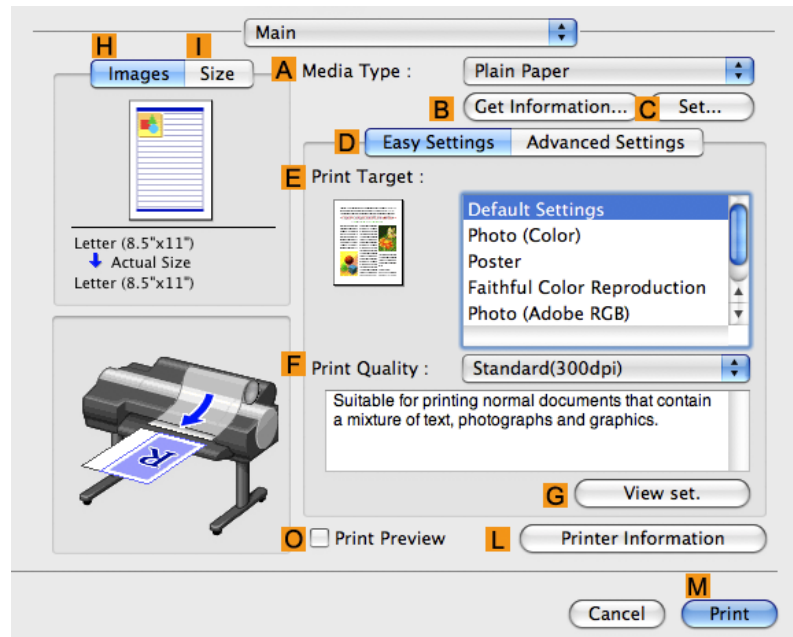 Main
H
I
Images
Size
A
Media Type :
Plain Paper
B
Get Information...
C
Set...
D
Easy Settings
Advanced Settings
E
Print Target :
Default Settings
Photo (Color)
Poster
Faithful Color Reproduction
Photo (Adobe RGB)
Letter (8.5"x11")
Actual Size
Letter (8.5"x11")
F
Print Quality :
Standard(300dpi)
Suitable for printing normal documents that contain
a mixture of text, photographs and graphics.
R
G
View set.
O
Print Preview
L
Printer Information
M
Cancel
Print